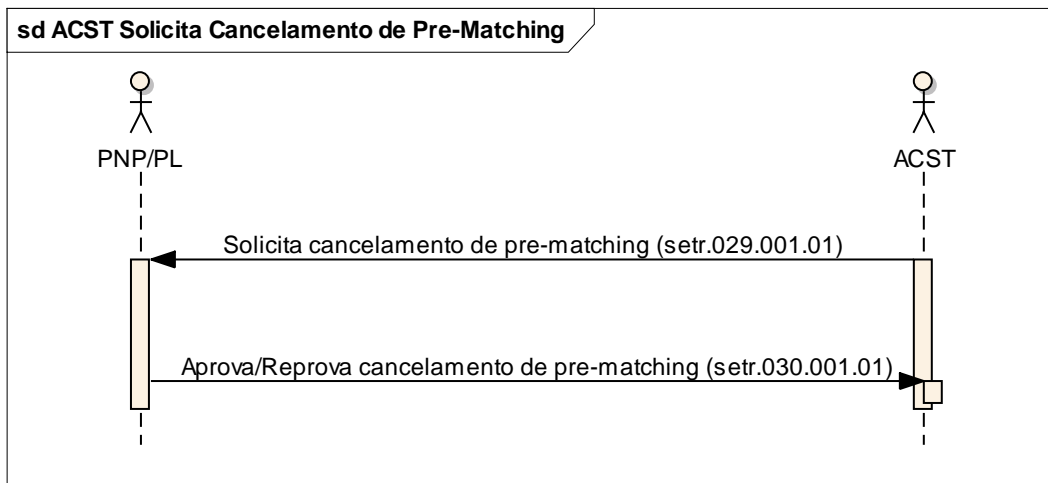 sd ACST Solicita Cancelamento de Pre-Matching
PNP/PL
ACST
Solicita cancelamento de pre-matching (setr.029.001.01)
Aprova/Reprova cancelamento de pre-matching (setr.030.001.01)